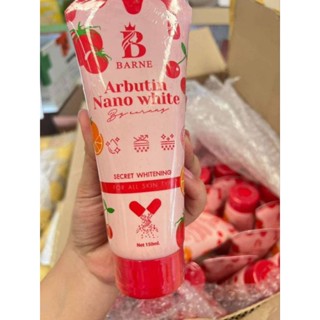 B
BARNE
Arbutin
Nano white
SECRET WHITENING
FOR ALL SKIN
Net 150mL